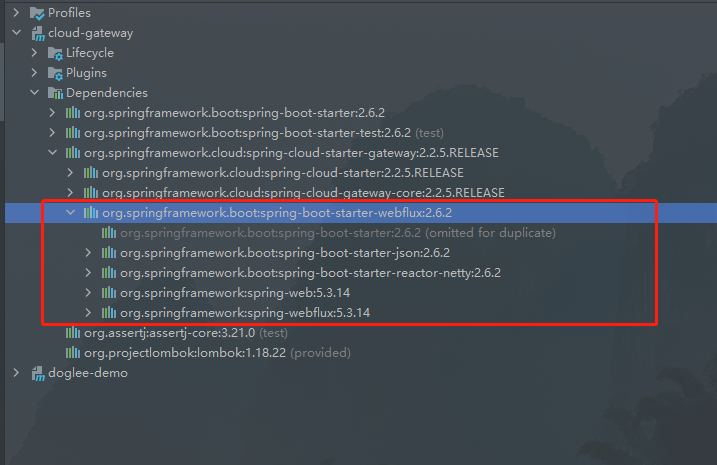 Profiles
cloud-gateway
Lifecycle
Plugins
Dependencies
org.springframework.boot:spring-boot-starter:2.6.2
org.springframework.boot:spring-boot-starter-test:2.6.2 (test)
org.springframework.cloud:spring-cloud-starter-gateway:2.2.5.RELEASE
org.springframework.cloud:spring-cloud-starter:2.2.5.RELEASE
org.springframework.cloud:spring-cloud-gateway-core:2.2.5.RELEASE
org.springframework.boot:spring-boot-starter-webflux:2.6.2
org.springframework.boot:spring-boot-starter:2.6.2 (omitted for duplicate)
org.springframework.boot:spring-boot-starter-json:2.6.2
org.springframework.boot:spring-boot-starter-reactor-netty:2.6.2
org.springframework:spring-web:5.3.14
org.springframework:spring-webflux:5.3.14
org.assertj:assertj-core:3.21.0 (test)
org.projectlombok:lombok:1.18.22 (provided)
doglee-demo